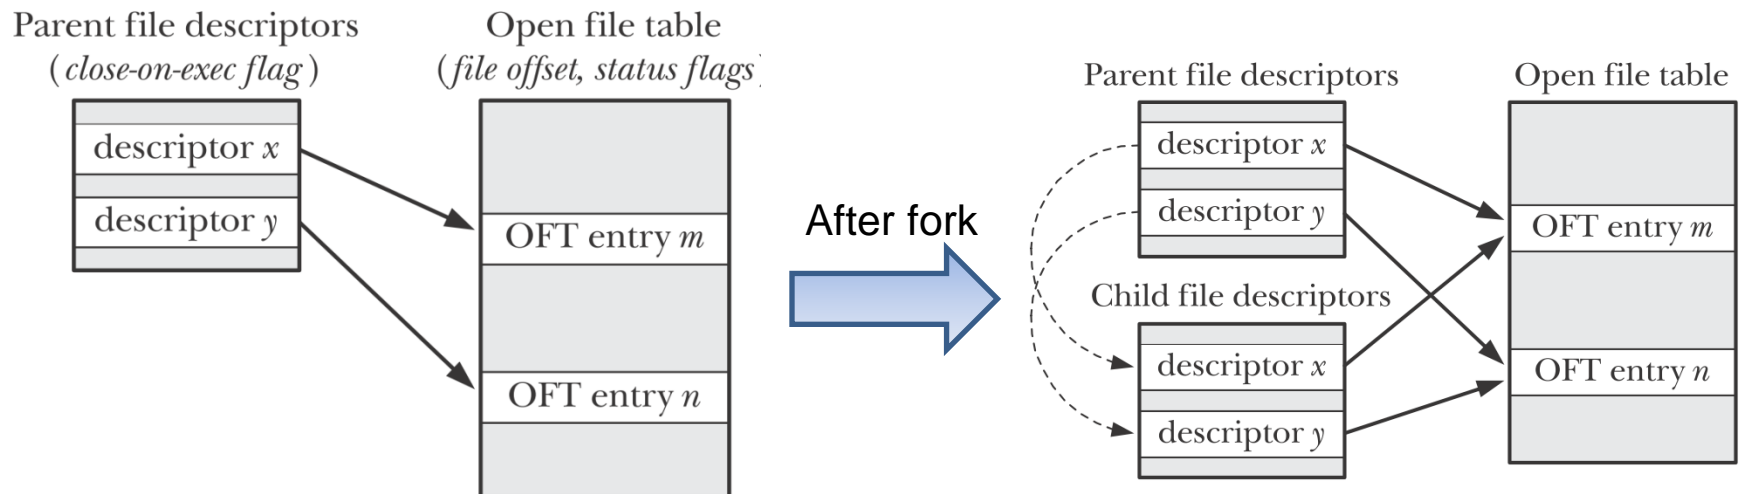 Parent file descriptors
(close-on-exec flag)
descriptor x
descriptor y
Open file table
(file offset, status flags)
OFT entry m
OFT entry n
After fork
Parent file descriptors
descriptor x
descriptor y
Child file descriptors
descriptor x
descriptor y
Open file table
OFT entry m
OFT entry n